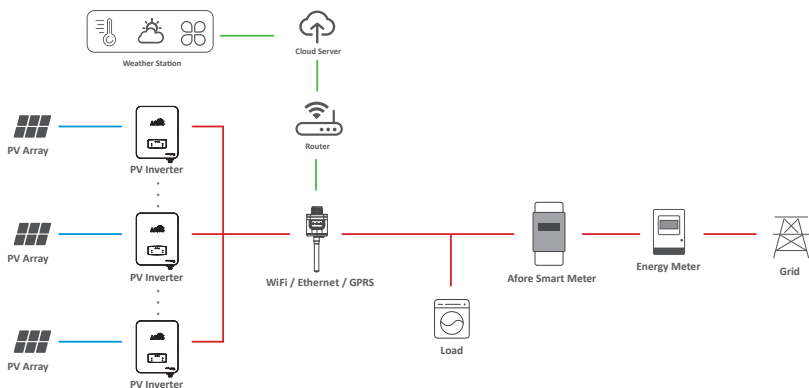 Weather Station
Cloud Server
Router
PV Array
PV Inverter
PV Array
PV Inverter
WiFi / Ethernet / GPRS
Afore Smart Meter
Energy Meter
Grid
Load
PV Array
PV Inverter